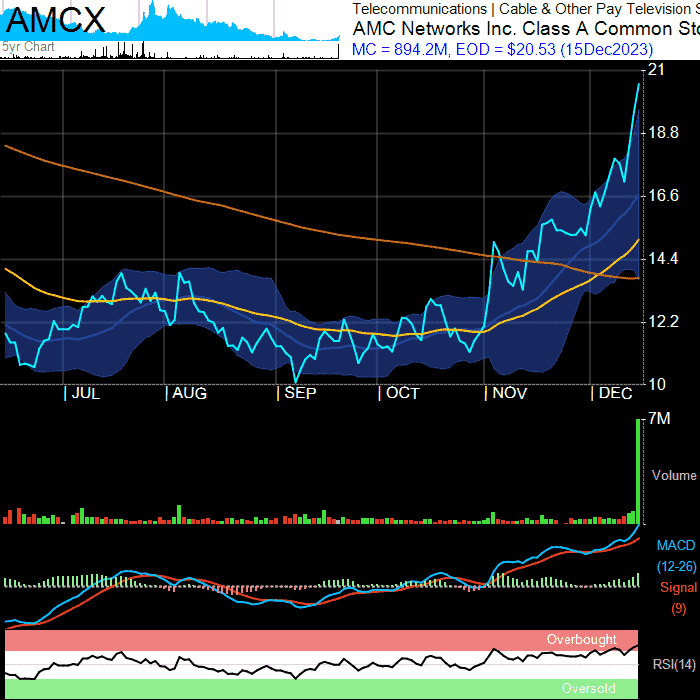 AMCX
5yr Chart
Telecommunications | Cable & Other Pay Television S
AMC Networks Inc. Class A Common Sto
MC = 894.2M, EOD = $20.53 (15Dec2023)
21
18.8
16.6
14.4
12.2
10
| JUL | AUG | SEP | OCT | NOV | DEC
7M
Volume
MACD
(12-26)
Signal
(9)
Overbought
RSI(14)
Oversold